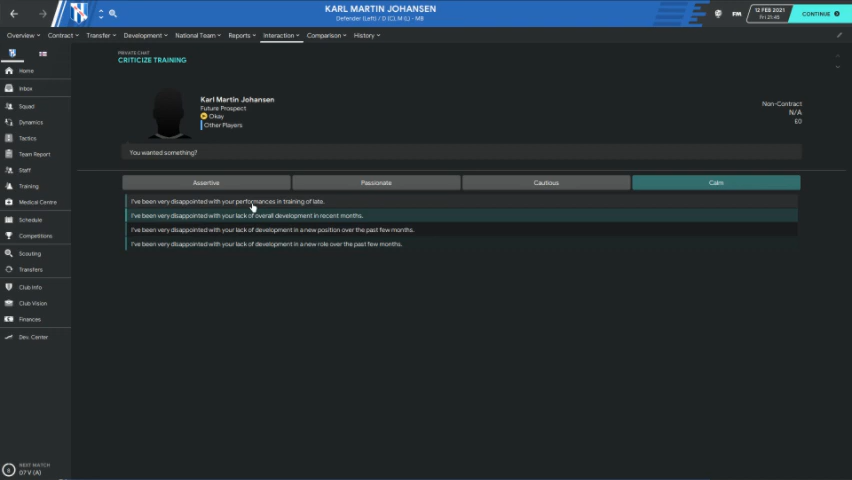 KARL MARTIN JOHANSEN
Defender (Left) / D (C), M (L) - MB
FM
12 FEB 2021
Fri 21:40
CONTINUE
Overview
Contract
Transfer
Development
National Team
Reports
Interaction
Comparison
History
Home
Inbox
Squad
Dynamics
Tactics
Team Report
Staff
Training
Medical Centre
Schedule
Competitions
Scouting
Transfers
Club Info
Club Vision
Finances
Dev. Center
NEXT MATCH
07 V (A)
PRIVATE CHAT
CRITICIZE TRAINING
Karl Martin Johansen
Future Prospect
Okay
Other Players
Non-Contract
N/A
£0
You wanted something?
Assertive
Passionate
Cautious
Calm
I've been very disappointed with your performances in training of late.
I've been very disappointed with your lack of overall development in recent months.
I've been very disappointed with your lack of development in a new position over the past few months.
I've been very disappointed with your lack of development in a new role over the past few months.